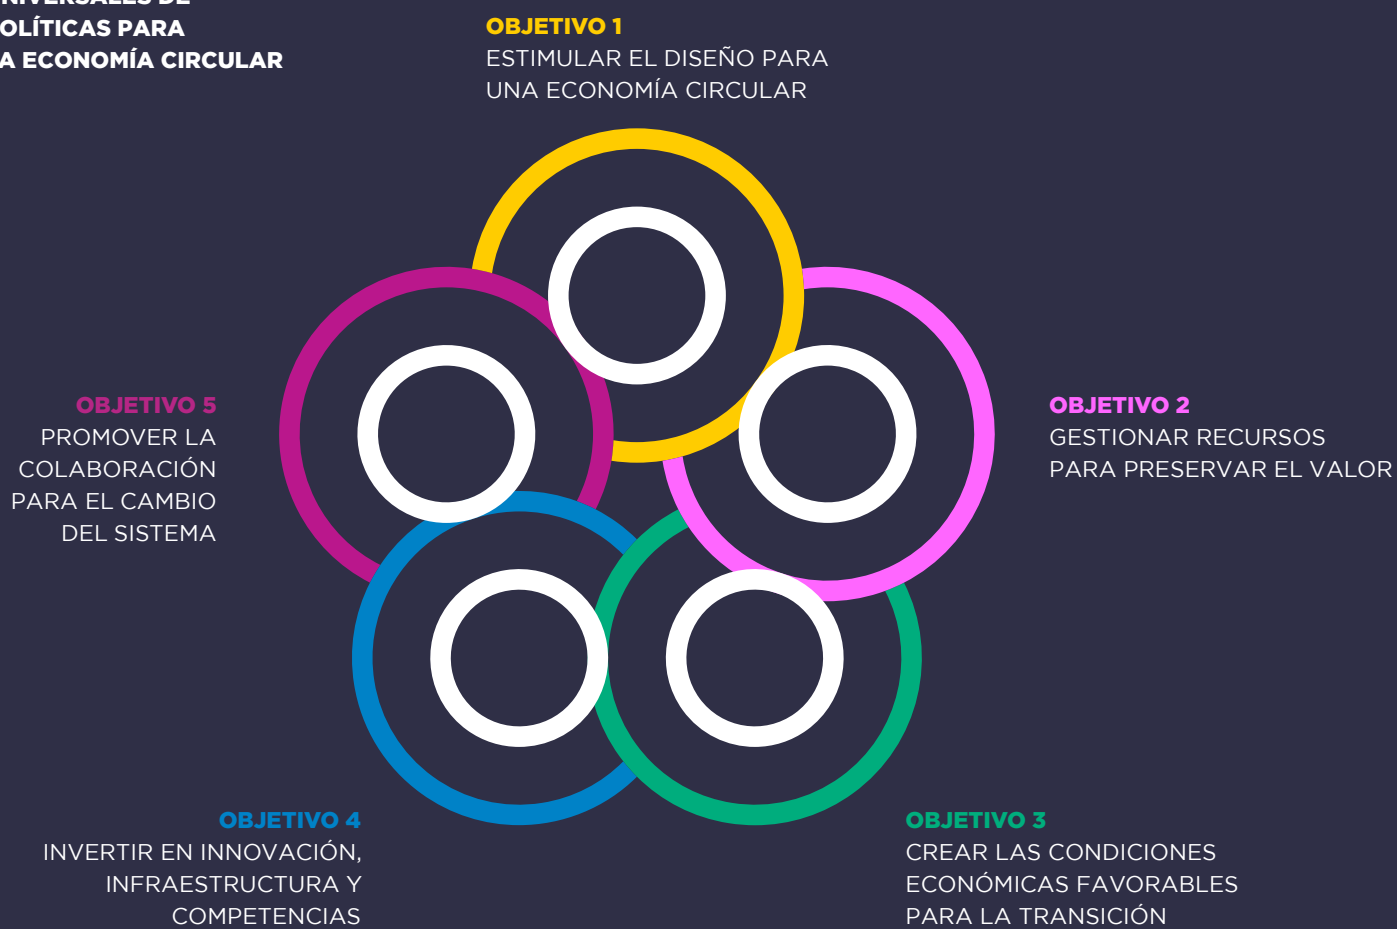 POLÍTICAS PARA
ECONOMÍA CIRCULAR
OBJETIVO 1
ESTIMULAR EL DISEÑO PARA
UNA ECONOMÍA CIRCULAR
OBJETIVO 2
GESTIONAR RECURSOS
PARA PRESERVAR EL VALOR
OBJETIVO 3
CREAR LAS CONDICIONES
ECONÓMICAS FAVORABLES
PARA LA TRANSICIÓN
OBJETIVO 4
INVERTIR EN INNOVACIÓN,
INFRAESTRUCTURA Y
COMPETENCIAS
OBJETIVO 5
PROMOVER LA
COLABORACIÓN
PARA EL CAMBIO
DEL SISTEMA